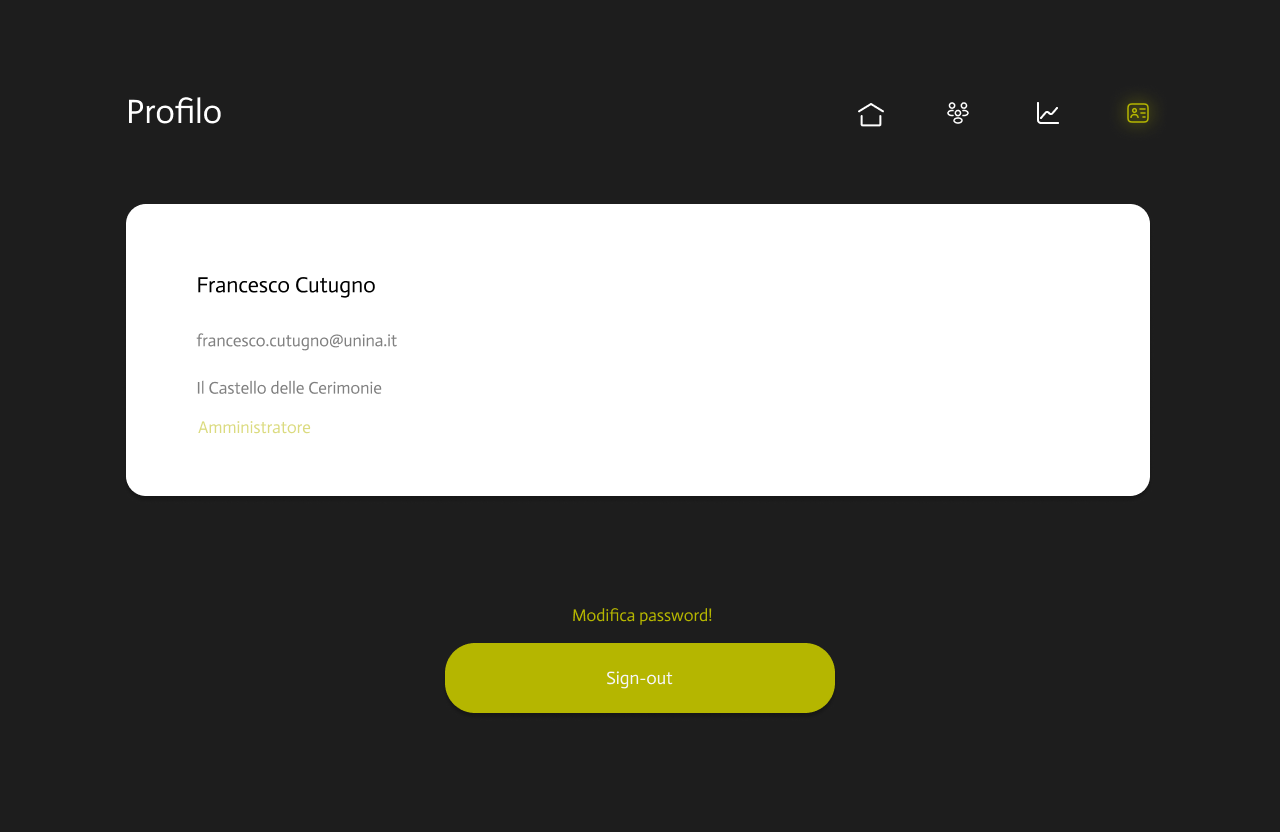 Profilo
Francesco Cutugno
francesco.cutugno@unina.it
Il Castello delle Cerimonie
Amministratore
Modifica password!
Sign-out